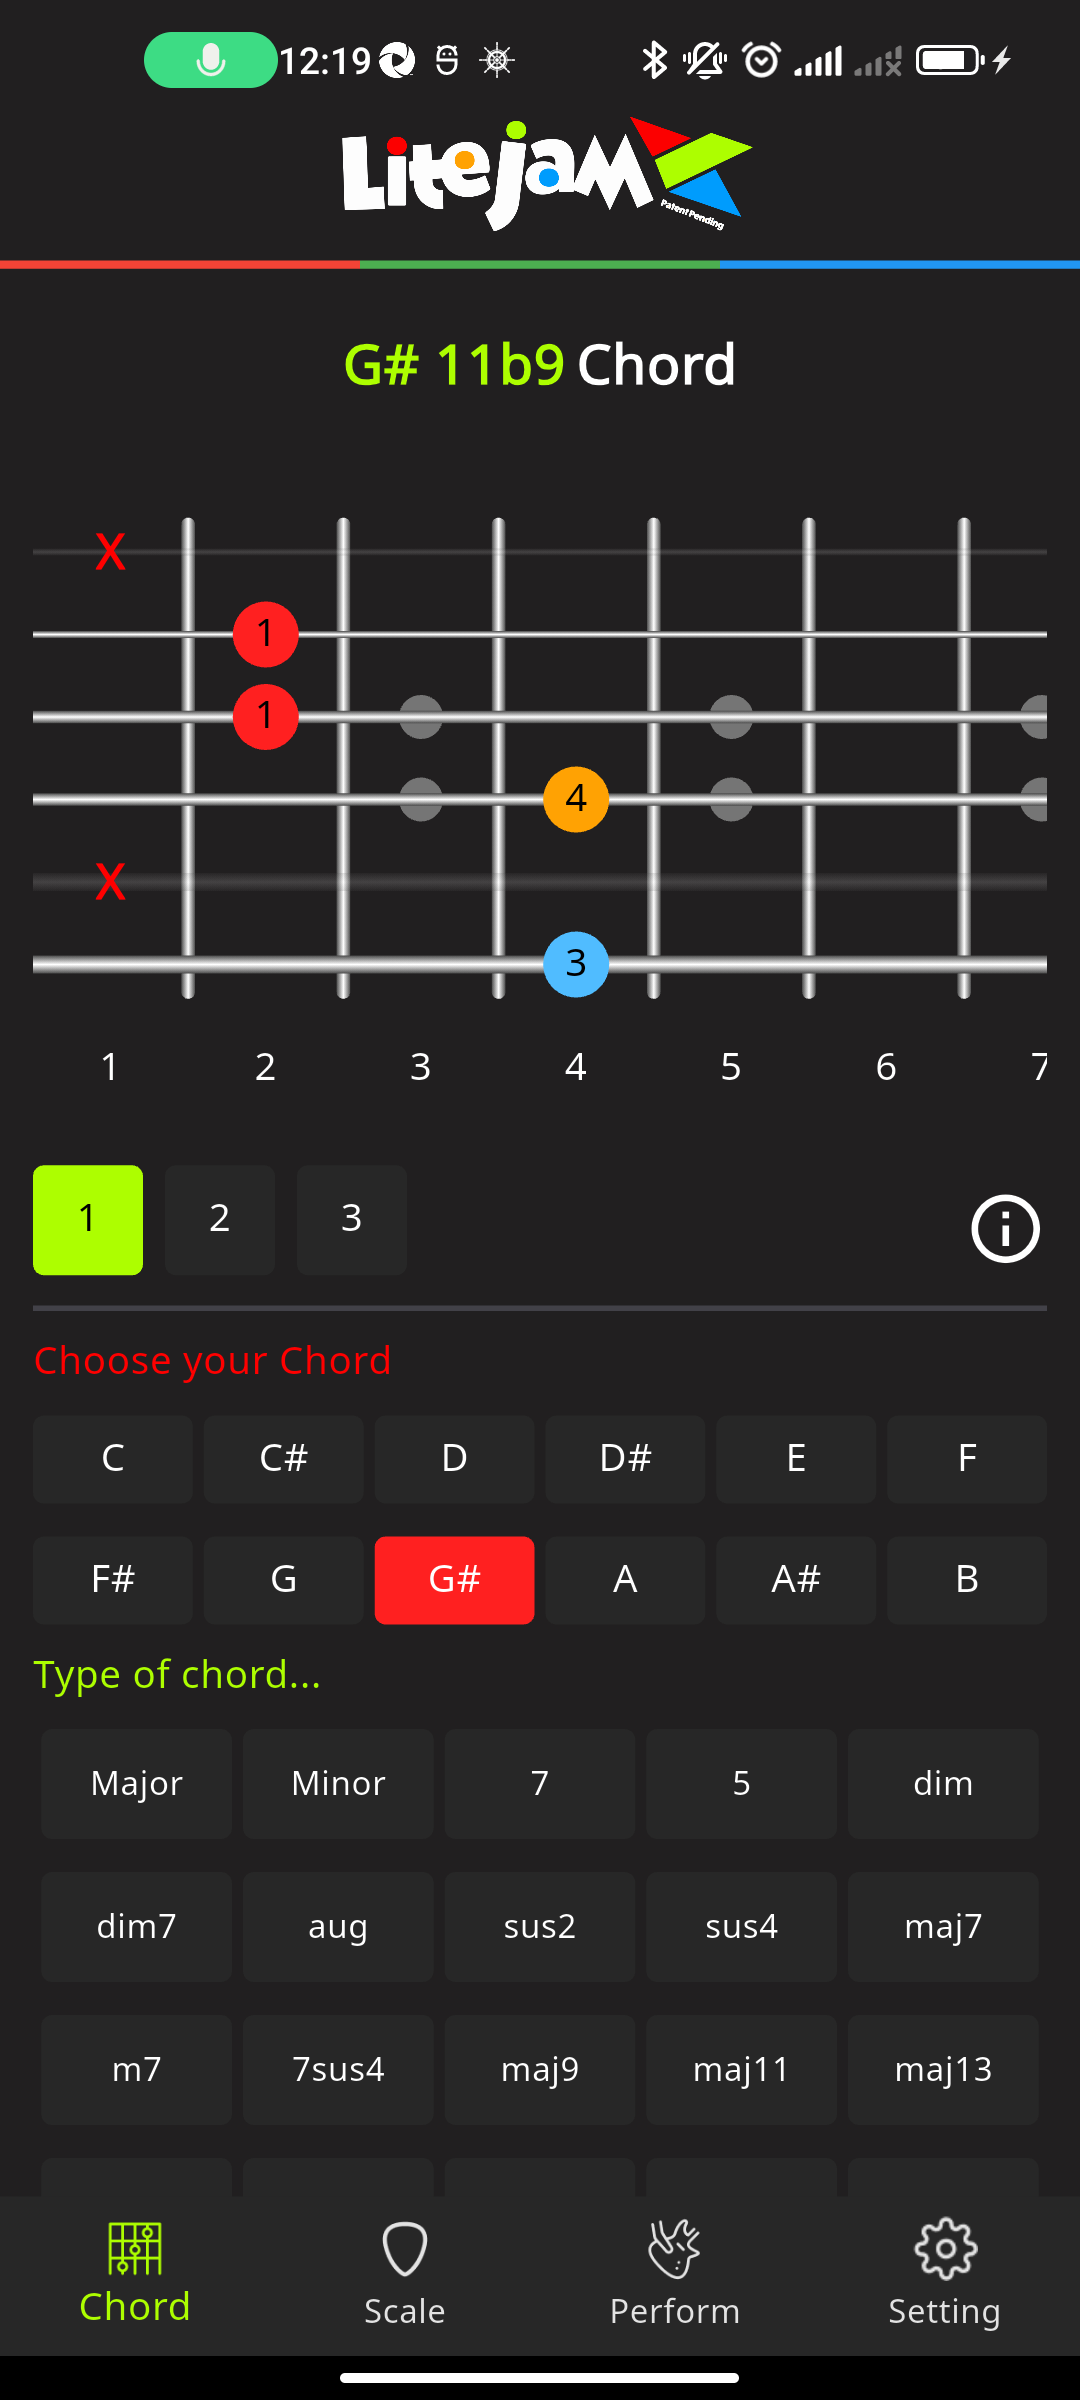 12:19
LiteJam
Patent Pending
G# 11b9 Chord
X
1
1
4
X
3
1 2 3 4 5 6 7
1 2 3
Choose your Chord
C C# D D# E F
F# G G# A A# B
Type of chord...
Major Minor 7 5 dim
dim7 aug sus2 sus4 maj7
m7 7sus4 maj9 maj11 maj13
Chord Scale Perform Setting